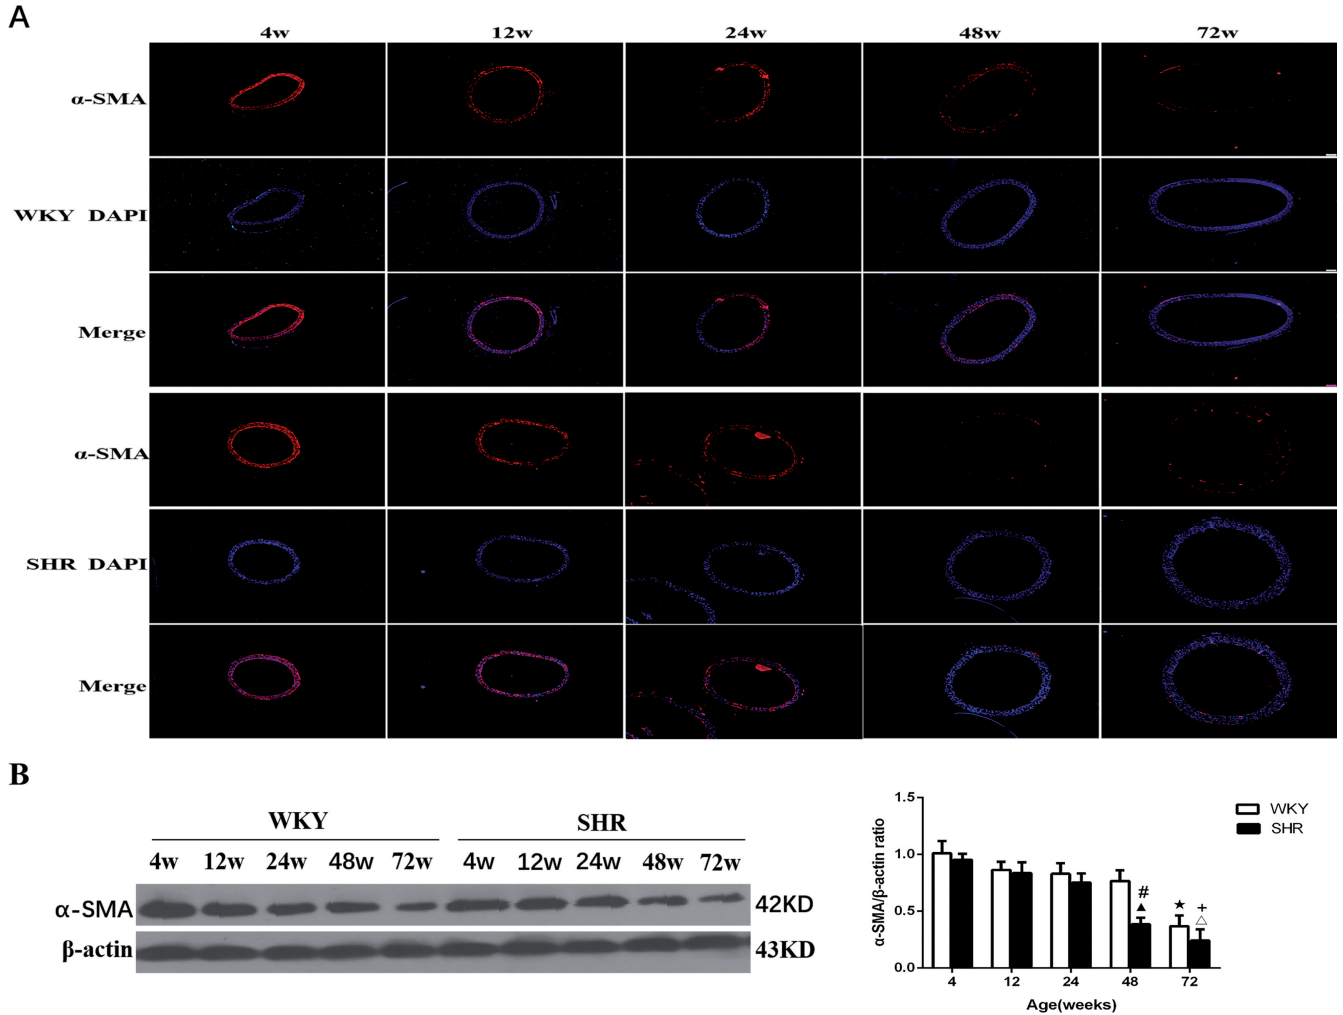 A
4w 12w 24w 48w 72w
α-SMA
WKY DAPI
Merge
α-SMA
SHR DAPI
Merge
B
WKY SHR
4w 12w 24w 48w 72w 4w 12w 24w 48w 72w
α-SMA 42KD
β-actin 43KD
α-SMA/β-actin ratio
1.5
1.0
0.5
0.0
WKY
SHR
#
▲
★
+
△
4 12 24 48 72
Age(weeks)